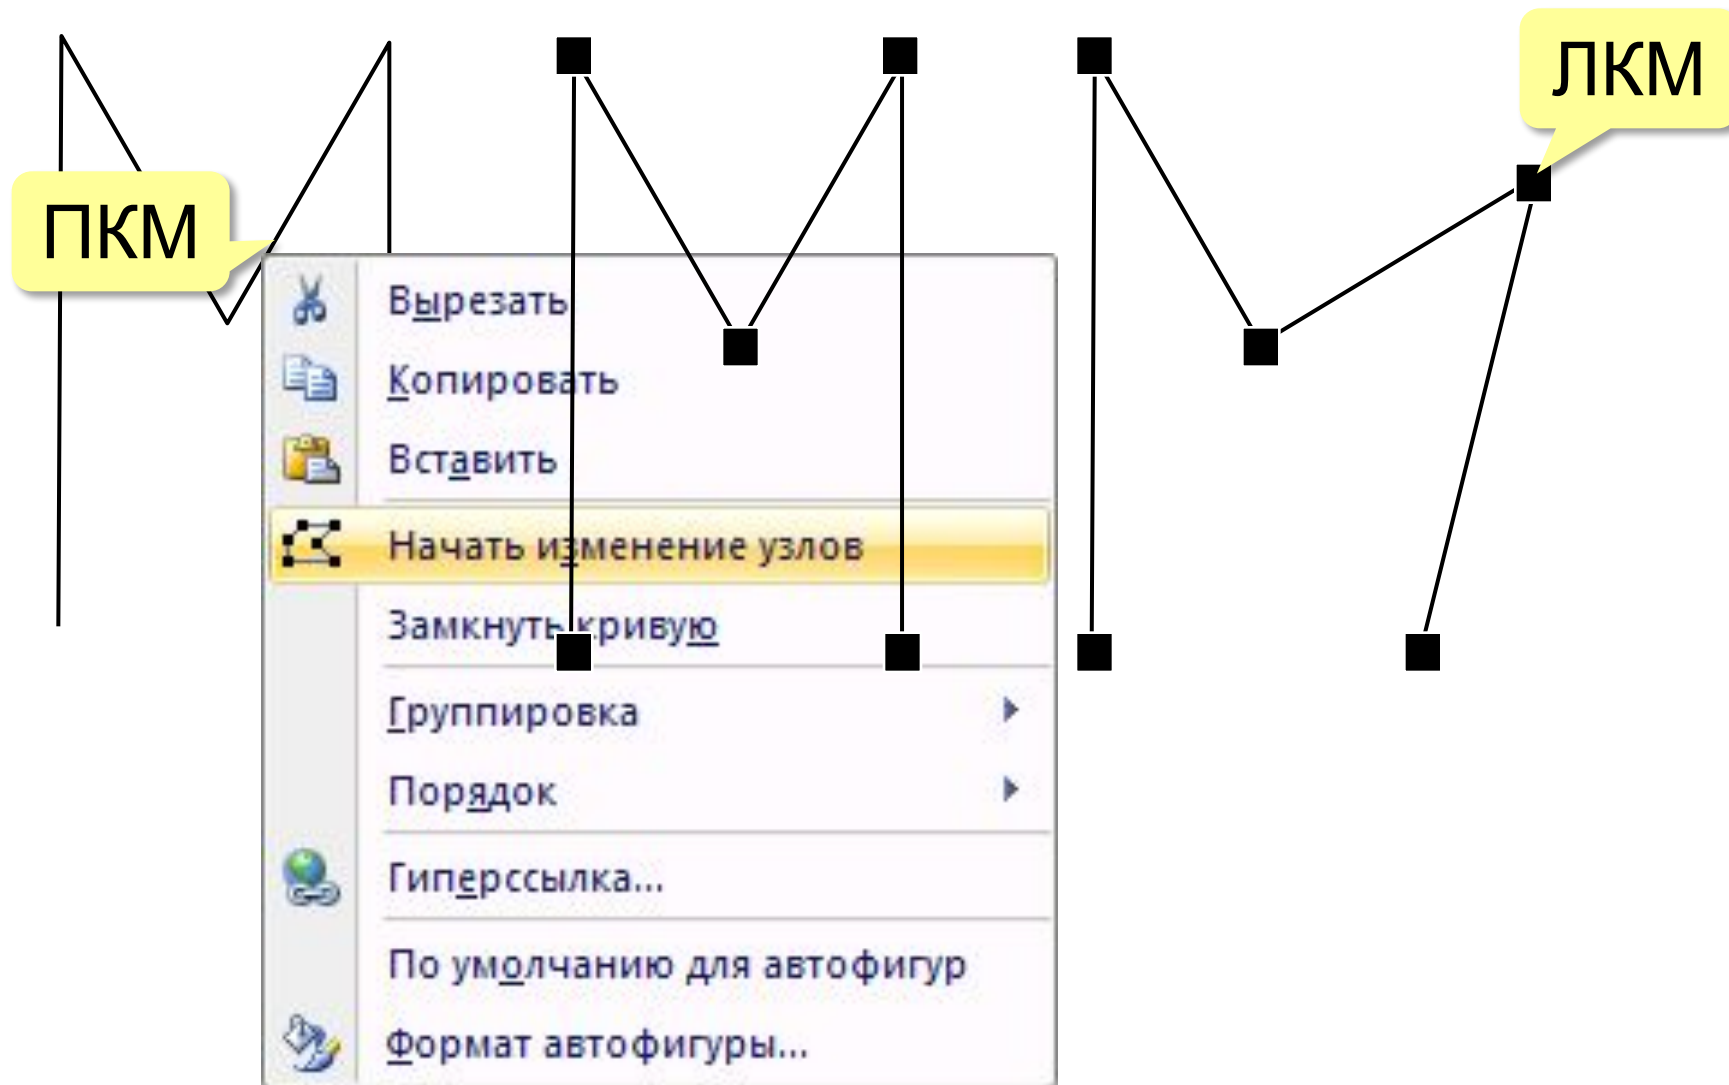 ЛКМ
ПКМ
Вырезать
Копировать
Вставить
Начать изменение узлов
Замкнуть кривую
Группировка
Порядок
Гиперссылка...
По умолчанию для автофигур
Формат автофигуры...